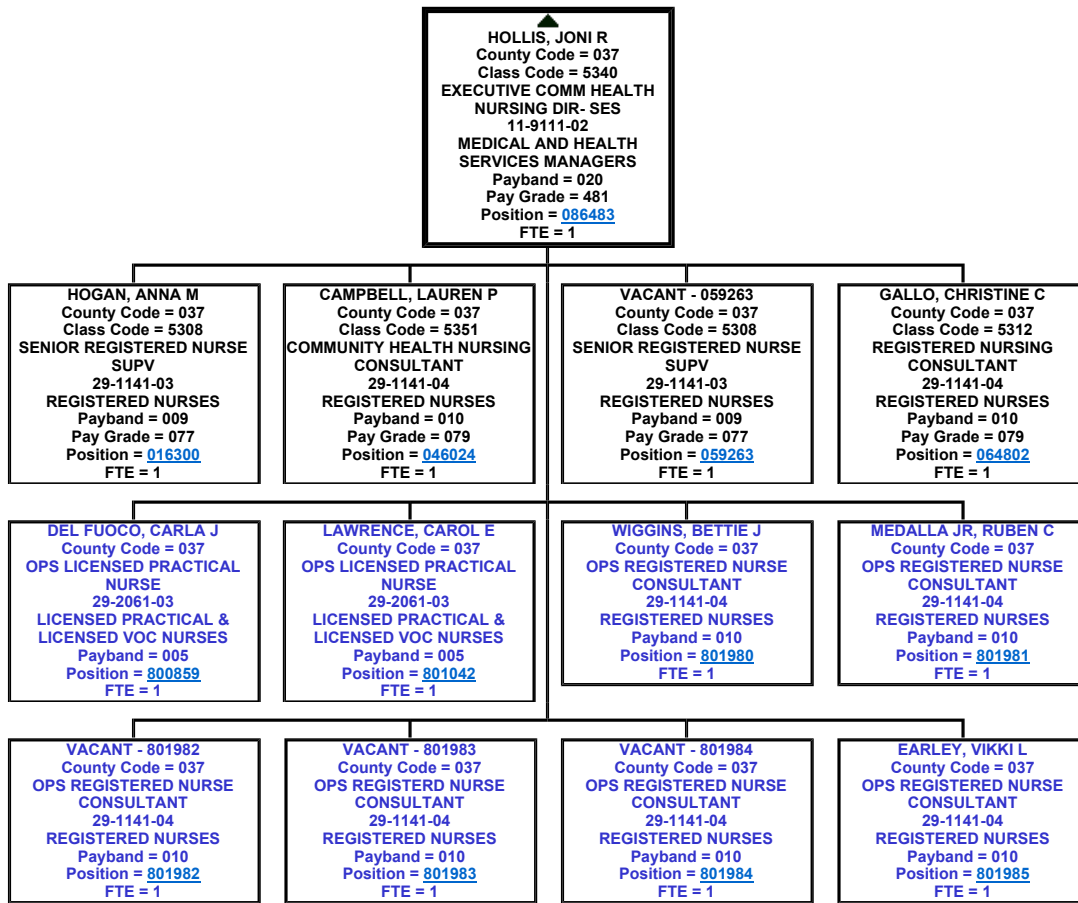 HOLLIS, JONI R
County Code = 037
Class Code = 5340
EXECUTIVE COMM HEALTH
NURSING DIR- SES
11-9111-02
MEDICAL AND HEALTH
SERVICES MANAGERS
Payband = 020
Pay Grade = 481
Position = 086483
FTE = 1
HOGAN, ANNA M
County Code = 037
Class Code = 5308
SENIOR REGISTERED NURSE
SUPV
29-1141-03
REGISTERED NURSES
Payband = 009
Pay Grade = 077
Position = 016300
FTE = 1
CAMPBELL, LAUREN P
County Code = 037
Class Code = 5351
COMMUNITY HEALTH NURSING
CONSULTANT
29-1141-04
REGISTERED NURSES
Payband = 010
Pay Grade = 079
Position = 046024
FTE = 1
VACANT - 059263
County Code = 037
Class Code = 5308
SENIOR REGISTERED NURSE
SUPV
29-1141-03
REGISTERED NURSES
Payband = 009
Pay Grade = 077
Position = 059263
FTE = 1
GALLO, CHRISTINE C
County Code = 037
Class Code = 5312
REGISTERED NURSING
CONSULTANT
29-1141-04
REGISTERED NURSES
Payband = 010
Pay Grade = 079
Position = 064802
FTE = 1
DEL FUOCO, CARLA J
County Code = 037
OPS LICENSED PRACTICAL
NURSE
29-2061-03
LICENSED PRACTICAL &
LICENSED VOC NURSES
Payband = 005
Position = 800859
FTE = 1
LAWRENCE, CAROL E
County Code = 037
OPS LICENSED PRACTICAL
NURSE
29-2061-03
LICENSED PRACTICAL &
LICENSED VOC NURSES
Payband = 005
Position = 801042
FTE = 1
WIGGINS, BETTIE J
County Code = 037
OPS REGISTERED NURSE
CONSULTANT
29-1141-04
REGISTERED NURSES
Payband = 010
Position = 801980
FTE = 1
MEDALLA JR, RUBEN C
County Code = 037
OPS REGISTERED NURSE
CONSULTANT
29-1141-04
REGISTERED NURSES
Payband = 010
Position = 801981
FTE = 1
VACANT - 801982
County Code = 037
OPS REGISTERED NURSE
CONSULTANT
29-1141-04
REGISTERED NURSES
Payband = 010
Position = 801982
FTE = 1
VACANT - 801983
County Code = 037
OPS REGISTERD NURSE
CONSULTANT
29-1141-04
REGISTERED NURSES
Payband = 010
Position = 801983
FTE = 1
VACANT - 801984
County Code = 037
OPS REGISTERED NURSE
CONSULTANT
29-1141-04
REGISTERED NURSES
Payband = 010
Position = 801984
FTE = 1
EARLEY, VIKKI L
County Code = 037
OPS REGISTERED NURSE
CONSULTANT
29-1141-04
REGISTERED NURSES
Payband = 010
Position = 801985
FTE = 1